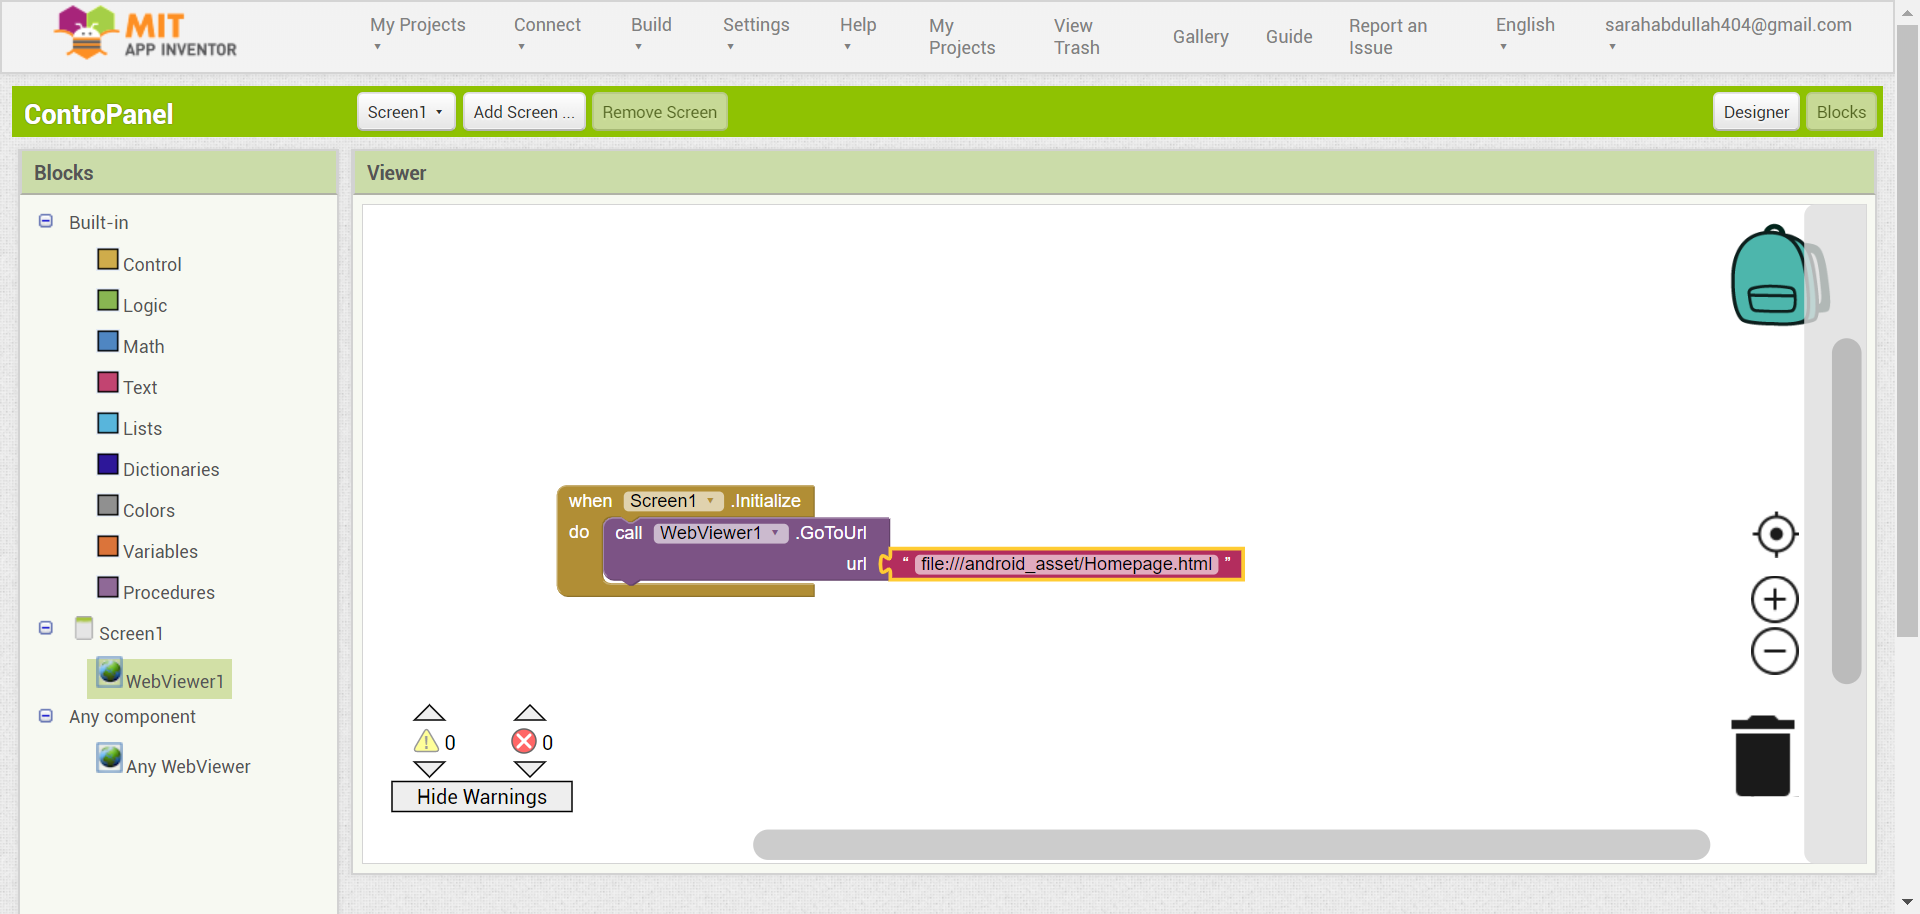 MIT
APP INVENTOR
My Projects
Connect
Build
Settings
Help
My
Projects
View
Trash
Gallery
Guide
Report an
Issue
English
sarahabdullah404@gmail.com
ControPanel
Screen1
Add Screen ...
Remove Screen
Designer
Blocks
Blocks
Viewer
Built-in
Control
Logic
Math
Text
Lists
Dictionaries
Colors
Variables
Procedures
Screen1
WebViewer1
Any component
Any WebViewer
when Screen1 .Initialize
do call WebViewer1 .GoToUrl
url “ file:///android_asset/Homepage.html ”
0 0
Hide Warnings